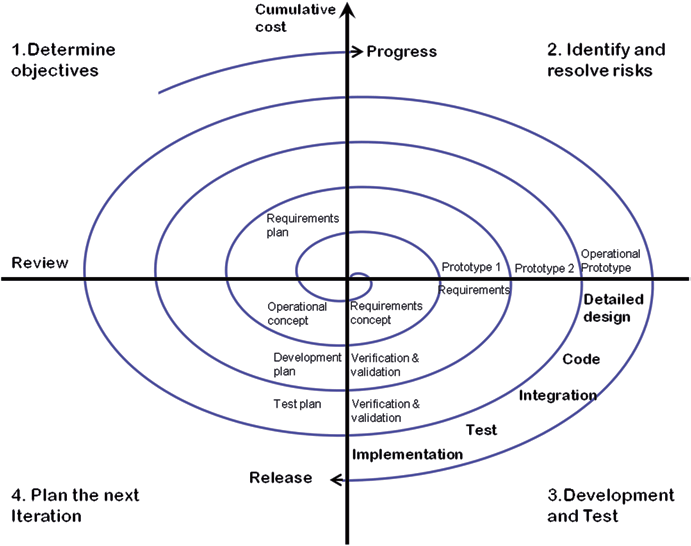 Cumulative
cost
1.Determine
objectives
Progress
2. Identify and
resolve risks
Requirements
plan
Review
Prototype 1
Prototype 2
Operational
Prototype
Requirements
Operational
concept
Requirements
concept
Detailed
design
Development
plan
Verification &
validation
Code
Test plan
Verification &
validation
Integration
Test
Implementation
Release
4. Plan the next
Iteration
3.Development
and Test